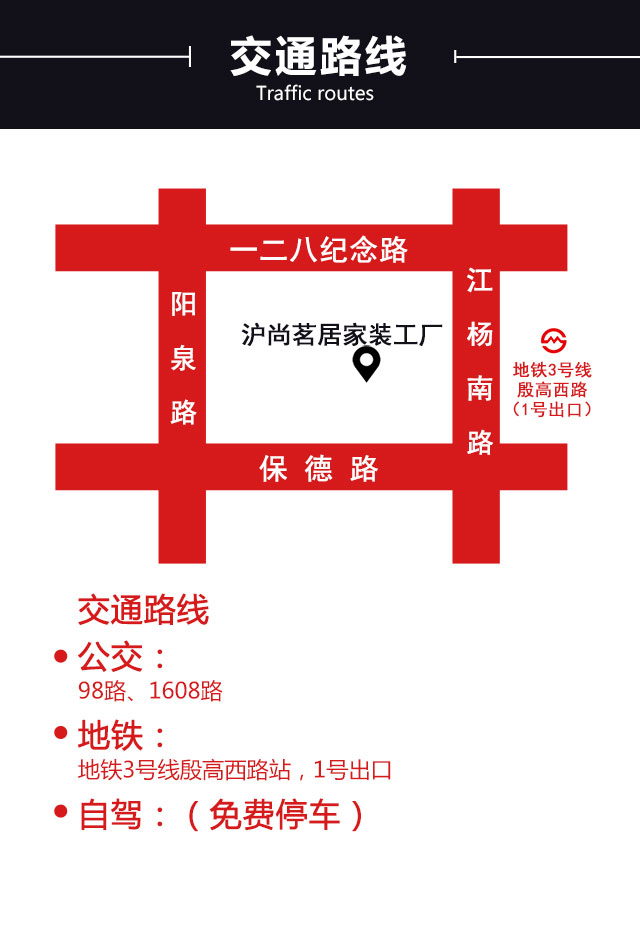 交通路线
Traffic routes
一二八纪念路
阳泉路
江杨南路
沪尚茗居家装工厂
地铁3号线
殷高西路
（1号出口）
保德路
交通路线
公交：
98路、1608路
地铁：
地铁3号线殷高西路站，1号出口
自驾：（免费停车）